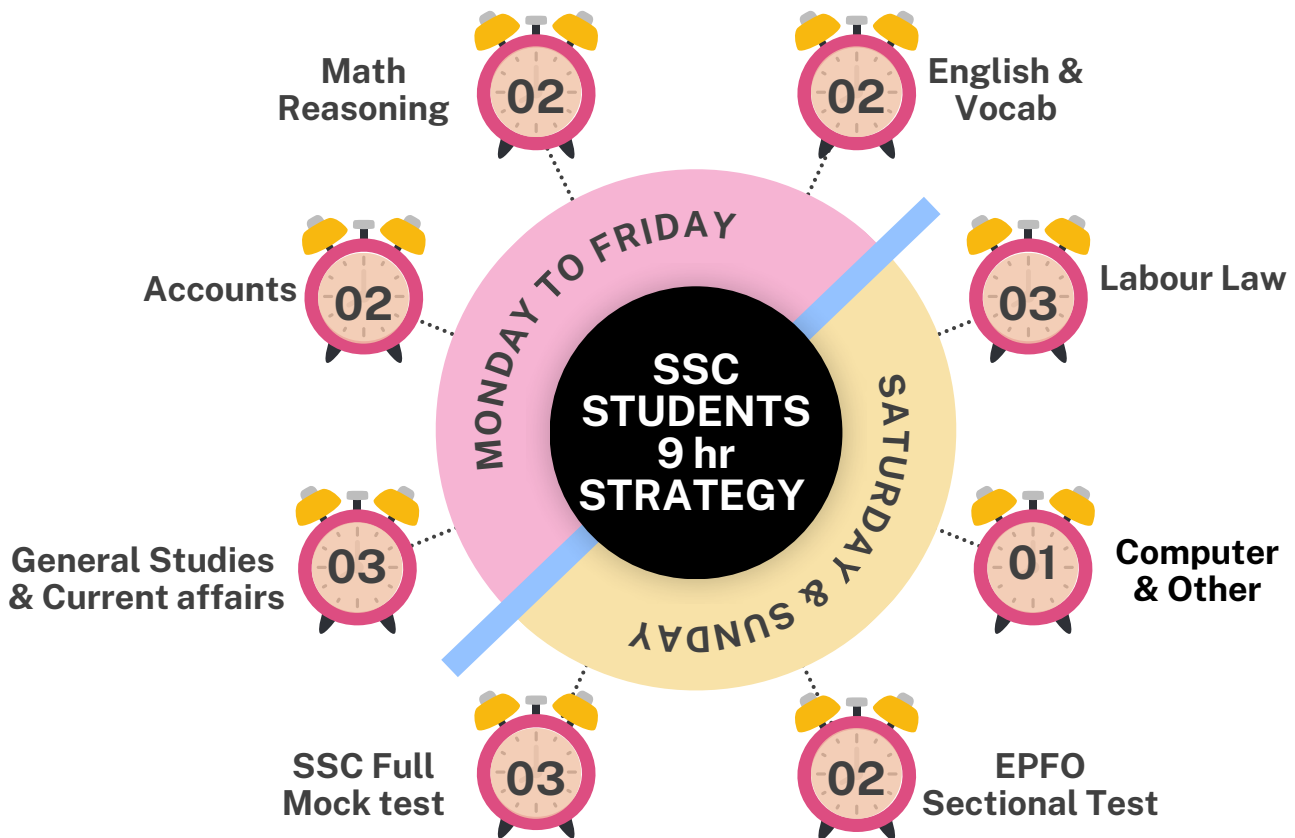 Math
Reasoning
02
02
English &
Vocab
Accounts
02
MONDAY TO FRIDAY
03
Labour Law
SSC
STUDENTS
9 hr
STRATEGY
SATURDAY & SUNDAY
General Studies
& Current affairs
03
01
Computer
& Other
SSC Full
Mock test
03
02
EPFO
Sectional Test